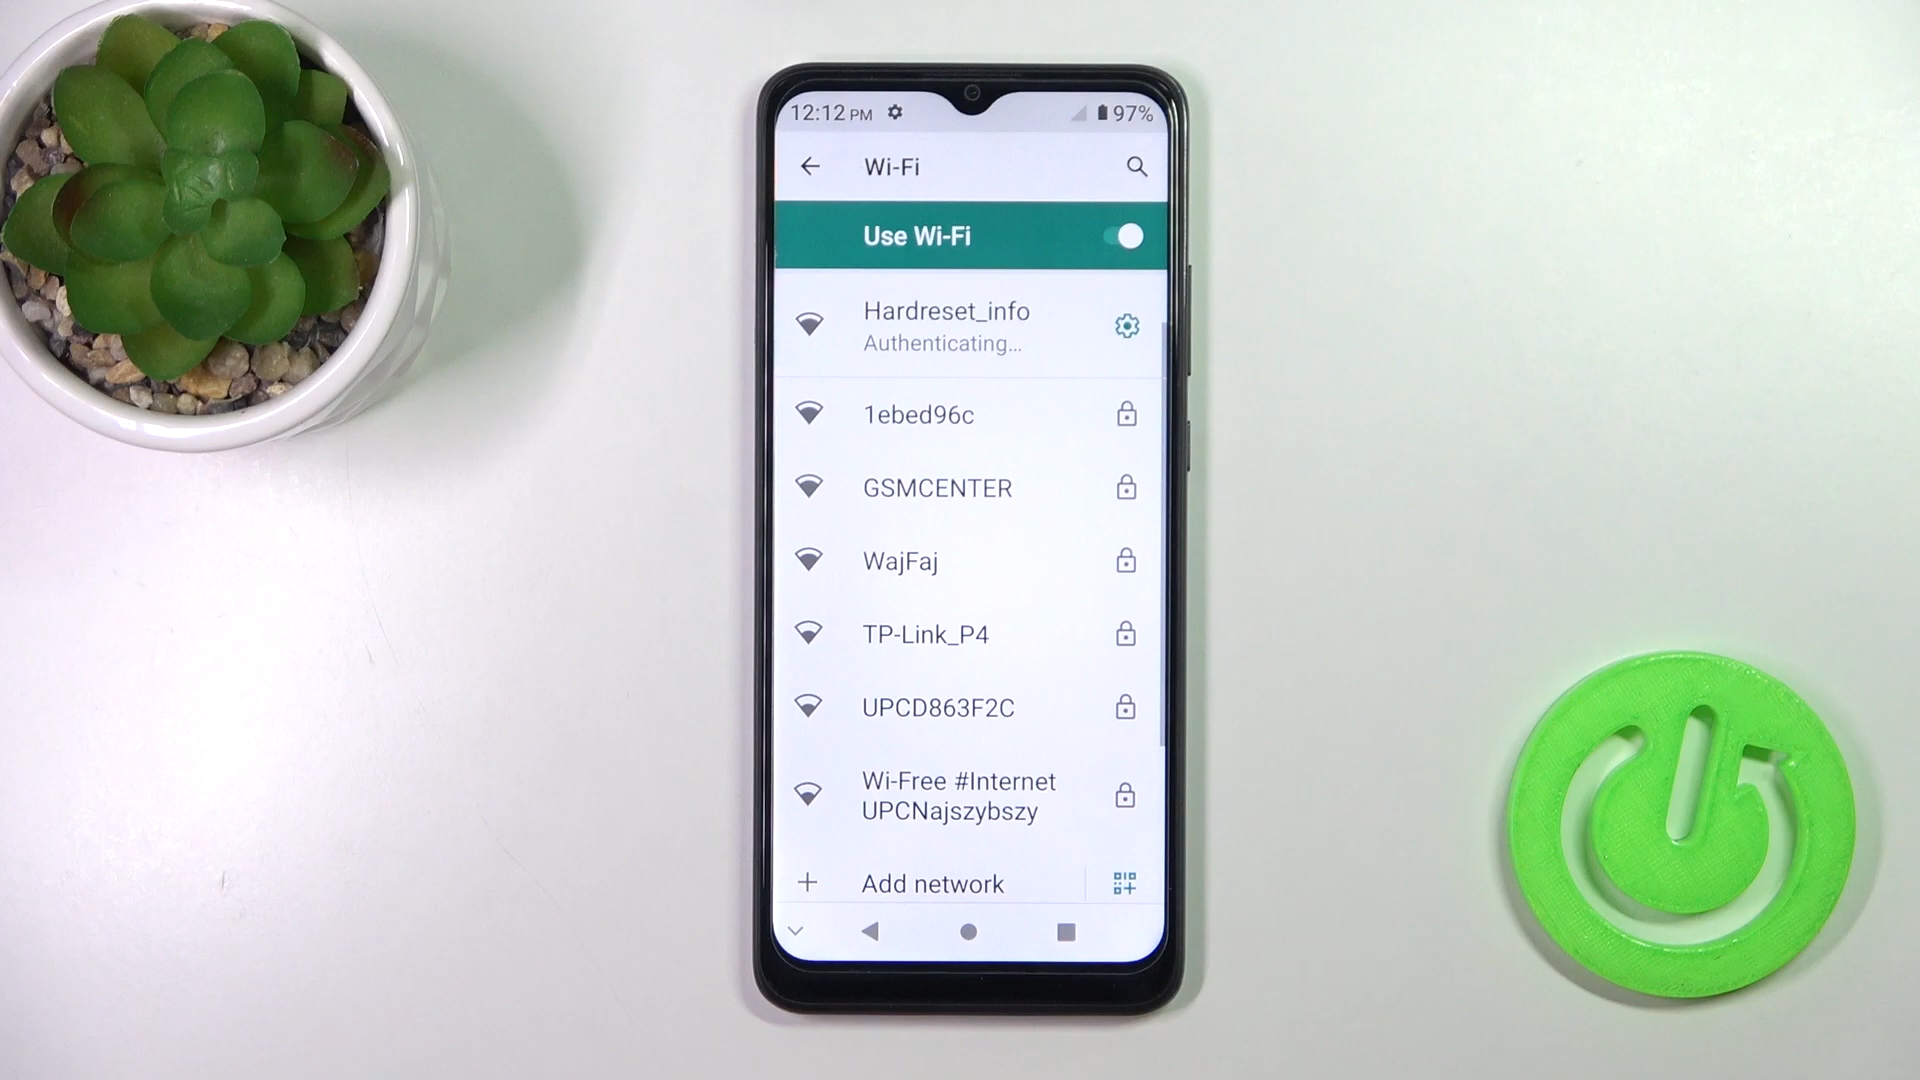 12:12 PM 97%
Wi-Fi
Use Wi-Fi
Hardreset_info
Authenticating...
1ebed96c
GSMCENTER
WajFaj
TP-Link_P4
UPCD863F2C
Wi-Free #Internet
UPCNajszybszy
Add network